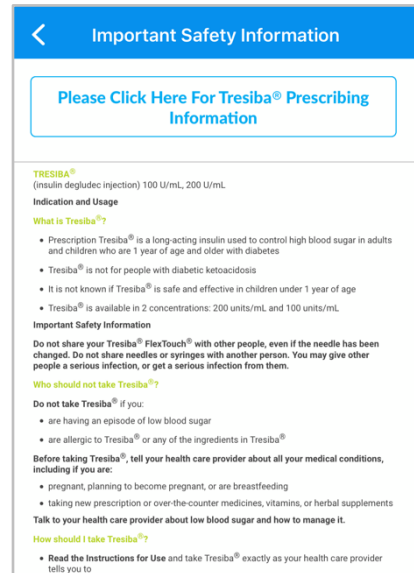 Important Safety Information
Please Click Here For Tresiba® Prescribing
Information
TRESIBA®
(insulin degludec injection) 100 U/mL, 200 U/mL
Indication and Usage
What is Tresiba®?
• Prescription Tresiba® is a long-acting insulin used to control high blood sugar in adults
and children who are 1 year of age and older with diabetes
• Tresiba® is not for people with diabetic ketoacidosis
• It is not known if Tresiba® is safe and effective in children under 1 year of age
• Tresiba® is available in 2 concentrations: 200 units/mL and 100 units/mL
Important Safety Information
Do not share your Tresiba® FlexTouch® with other people, even if the needle has been
changed. Do not share needles or syringes with another person. You may give other
people a serious infection, or get a serious infection from them.
Who should not take Tresiba®?
Do not take Tresiba® if you:
• are having an episode of low blood sugar
• are allergic to Tresiba® or any of the ingredients in Tresiba®
Before taking Tresiba®, tell your health care provider about all your medical conditions,
including if you are:
• pregnant, planning to become pregnant, or are breastfeeding
• taking new prescription or over-the-counter medicines, vitamins, or herbal supplements
Talk to your health care provider about low blood sugar and how to manage it.
How should I take Tresiba®?
• Read the Instructions for Use and take Tresiba® exactly as your health care provider
tells you to